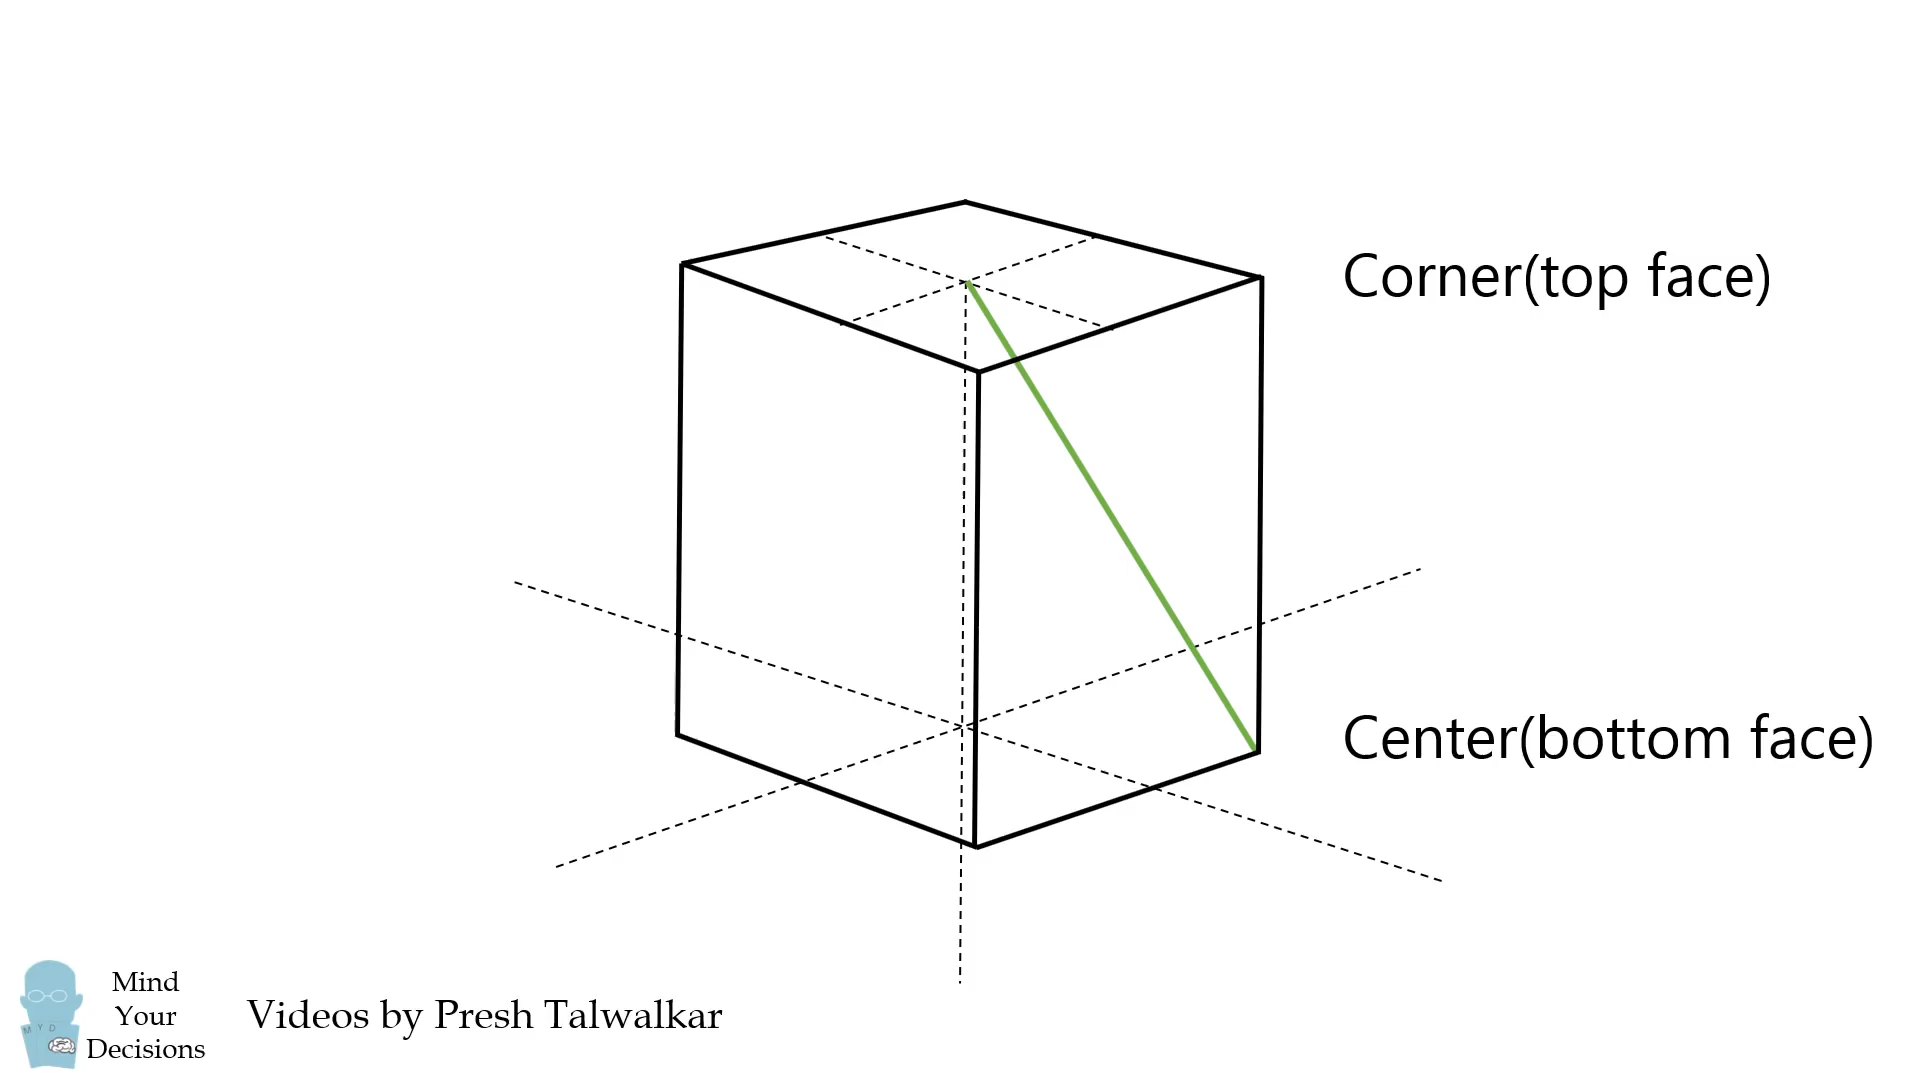 Corner(top face)
Center(bottom face)
M Y D
Mind
Your
Decisions
Videos by Presh Talwalkar